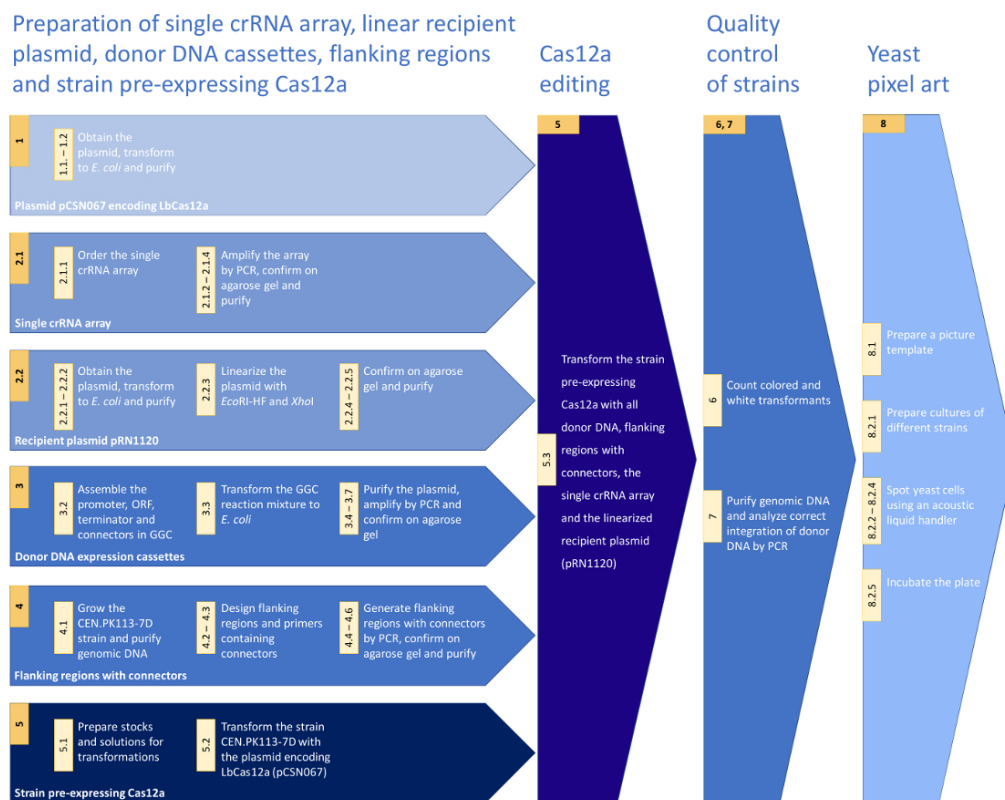 Preparation of single crRNA array, linear recipient
plasmid, donor DNA cassettes, flanking regions
and strain pre-expressing Cas12a
Cas12a
editing
Quality
control
of strains
Yeast
pixel art
1
1.1. – 1.2
Obtain the
plasmid, transform
to E. coli and purify
Plasmid pCSN067 encoding LbCas12a
2.1
2.1.1
Order the single
crRNA array
2.1.2 – 2.1.4
Amplify the array
by PCR, confirm on
agarose gel and
purify
Single crRNA array
2.2
2.2.1 – 2.2.2
Obtain the
plasmid, transform
to E. coli and purify
2.2.3
Linearize the
plasmid with
EcoRI-HF and XhoI
2.2.4 – 2.2.5
Confirm on agarose
gel and purify
Recipient plasmid pRN1120
3
3.2
Assemble the
promoter, ORF,
terminator and
connectors in GGC
3.3
Transform the GGC
reaction mixture to
E. coli
3.4 – 3.7
Purify the plasmid,
amplify by PCR and
confirm on agarose
gel
Donor DNA expression cassettes
4
4.1
Grow the
CEN.PK113-7D
strain and purify
genomic DNA
4.2 – 4.3
Design flanking
regions and primers
containing
connectors
4.4 – 4.6
Generate flanking
regions with connectors
by PCR, confirm on
agarose gel and purify
Flanking regions with connectors
5
5.1
Prepare stocks
and solutions for
transformations
5.2
Transform the strain
CEN.PK113-7D with
the plasmid encoding
LbCas12a (pCSN067)
Strain pre-expressing Cas12a
5
5.3
Transform the strain
pre-expressing
Cas12a with all
donor DNA, flanking
regions with
connectors, the
single crRNA array
and the linearized
recipient plasmid
(pRN1120)
6, 7
6
Count colored and
white transformants
7
Purify genomic DNA
and analyze correct
integration of donor
DNA by PCR
8
8.1
Prepare a picture
template
8.2.1
Prepare cultures of
different strains
8.2.2 – 8.2.4
Spot yeast cells
using an acoustic
liquid handler
8.2.5
Incubate the plate